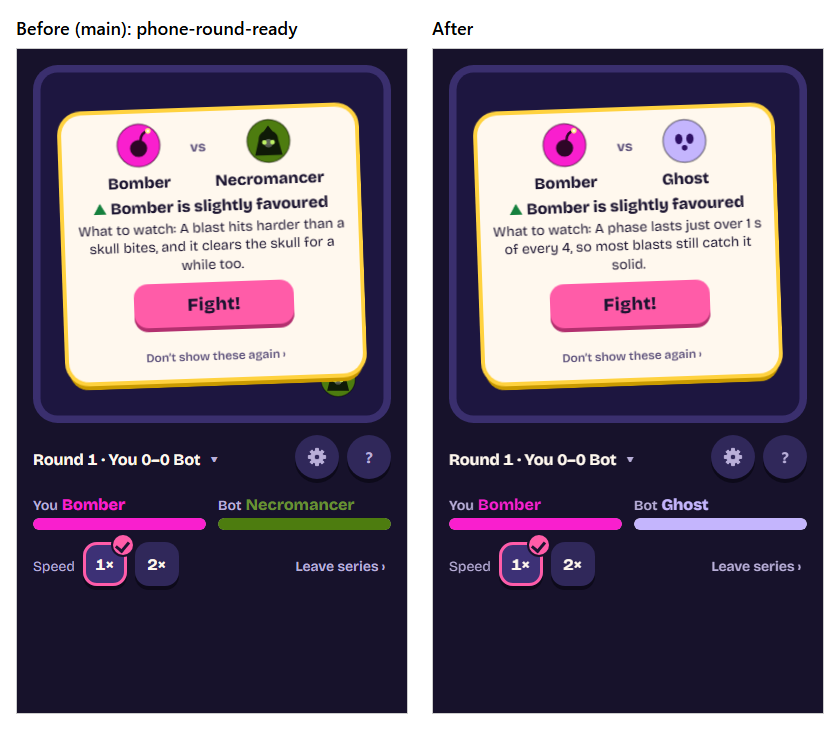 Before (main): phone-round-ready
Bomber
vs
Necromancer
▲ Bomber is slightly favoured
What to watch: A blast hits harder than a
skull bites, and it clears the skull for a
while too.
Fight!
Don't show these again ›
Round 1 · You 0–0 Bot ▼
?
You Bomber
Bot Necromancer
Speed
1×
2×
Leave series ›
After
Bomber
vs
Ghost
▲ Bomber is slightly favoured
What to watch: A phase lasts just over 1 s
of every 4, so most blasts still catch it
solid.
Fight!
Don't show these again ›
Round 1 · You 0–0 Bot ▼
?
You Bomber
Bot Ghost
Speed
1×
2×
Leave series ›